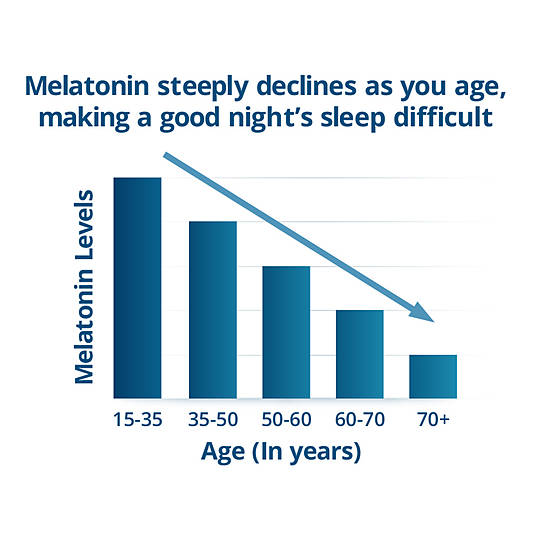 Melatonin steeply declines as you age,
making a good night’s sleep difficult
Melatonin Levels
15-35 35-50 50-60 60-70 70+
Age (In years)